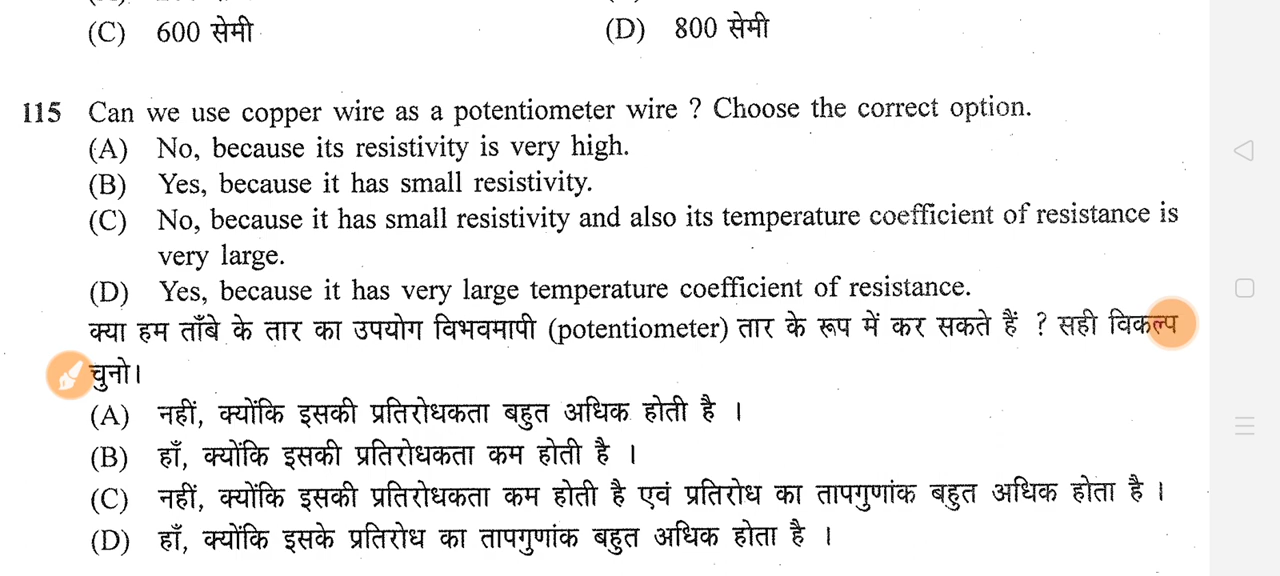 (C) 600 सेमी (D) 800 सेमी
115 Can we use copper wire as a potentiometer wire ? Choose the correct option.
(A) No, because its resistivity is very high.
(B) Yes, because it has small resistivity.
(C) No, because it has small resistivity and also its temperature coefficient of resistance is
very large.
(D) Yes, because it has very large temperature coefficient of resistance.
क्या हम ताँबे के तार का उपयोग विभवमापी (potentiometer) तार के रूप में कर सकते हैं ? सही विकल्प
चुनो।
(A) नहीं, क्योंकि इसकी प्रतिरोधकता बहुत अधिक होती है ।
(B) हाँ, क्योंकि इसकी प्रतिरोधकता कम होती है ।
(C) नहीं, क्योंकि इसकी प्रतिरोधकता कम होती है एवं प्रतिरोध का तापगुणांक बहुत अधिक होता है ।
(D) हाँ, क्योंकि इसके प्रतिरोध का तापगुणांक बहुत अधिक होता है ।